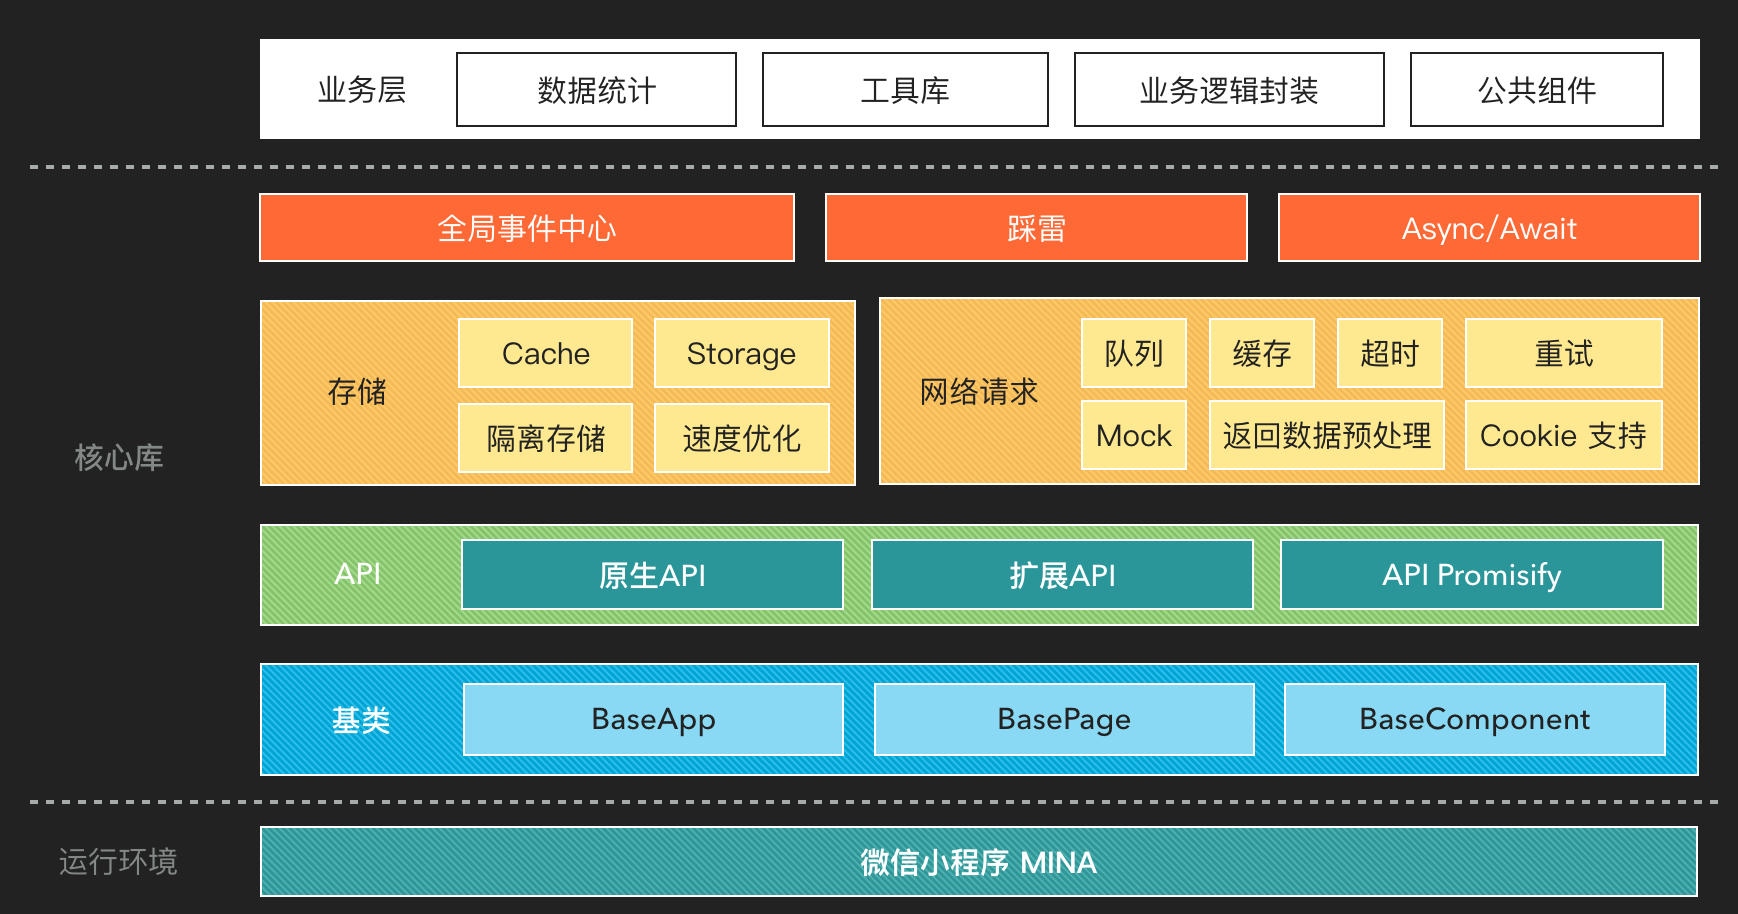 业务层
数据统计
工具库
业务逻辑封装
公共组件
全局事件中心
踩雷
Async/Await
核心库
存储
Cache
Storage
隔离存储
速度优化
网络请求
队列
缓存
超时
重试
Mock
返回数据预处理
Cookie 支持
API
原生API
扩展API
API Promisify
基类
BaseApp
BasePage
BaseComponent
运行环境
微信小程序 MINA